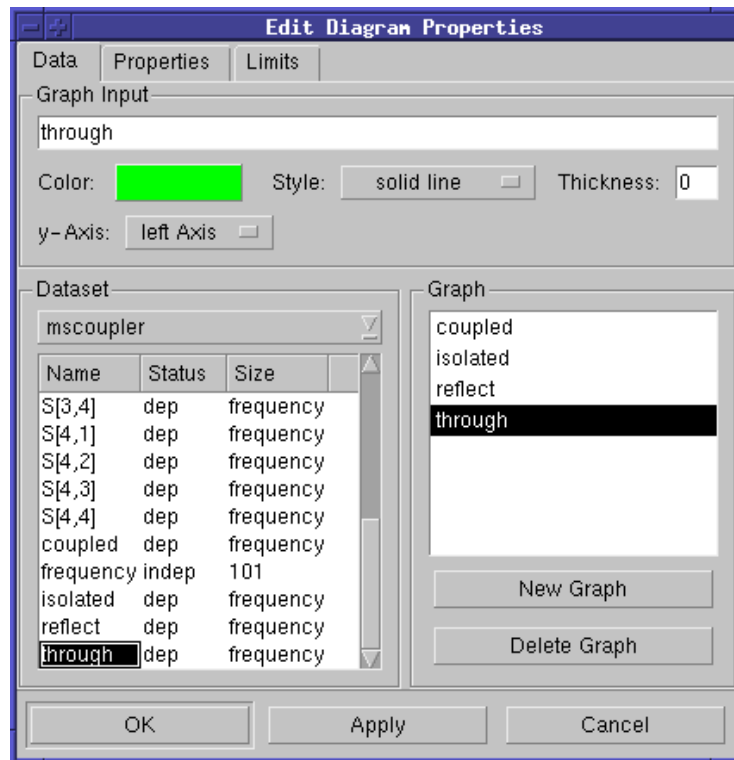 Edit Diagram Properties
Data Properties Limits
Graph Input
through
Color: Style: solid line Thickness: 0
y-Axis: left Axis
Dataset
mscoupler
Name Status Size
S[3,4] dep frequency
S[4,1] dep frequency
S[4,2] dep frequency
S[4,3] dep frequency
S[4,4] dep frequency
coupled dep frequency
frequency indep 101
isolated dep frequency
reflect dep frequency
through dep frequency
Graph
coupled
isolated
reflect
through
New Graph
Delete Graph
OK Apply Cancel